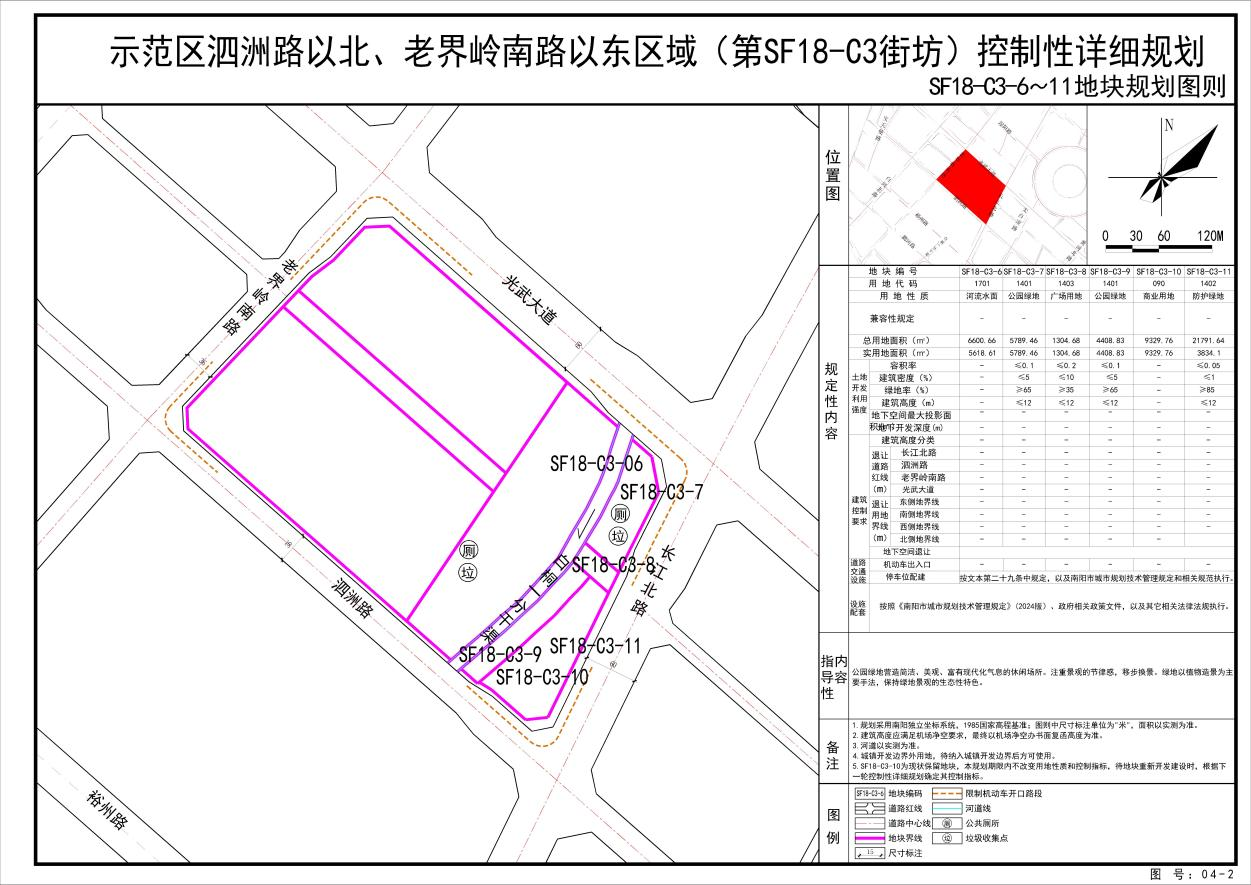 示范区泗洲路以北、老界岭南路以东区域（第SF18-C3街坊）控制性详细规划
SF18-C3-6～11地块规划图则
老界岭南路
光武大道
长江北路
泗洲路
裕州路
白桐一分干渠
SF18-C3-06
SF18-C3-7
厕
垃
厕
垃
SF18-C3-8
SF18-C3-9
SF18-C3-11
SF18-C3-10
位置图
N
0 30 60 120M
规定性内容
地块编号 SF18-C3-6 SF18-C3-7 SF18-C3-8 SF18-C3-9 SF18-C3-10 SF18-C3-11
用地代码 1701 1401 1403 1401 090 1402
用地性质 河流水面 公园绿地 广场用地 公园绿地 商业用地 防护绿地
兼容性规定 - - - - - -
总用地面积（㎡） 6600.66 5789.46 1304.68 4408.83 9329.76 21791.64
实用地面积（㎡） 5618.61 5789.46 1304.68 4408.83 9329.76 3834.1
土地开发利用强度
容积率 - ≤0.1 ≤0.2 ≤0.1 - ≤0.05
建筑密度（%） - ≤5 ≤10 ≤5 - ≤1
绿地率（%） - ≥65 ≥35 ≥65 - ≥85
建筑高度（m） - ≤12 ≤12 ≤12 - ≤12
地下空间最大投影面积 - - - - - -
地下开发深度(m) - - - - - -
建筑控制要求
建筑高度分类 - - - - - -
退让道路红线(m)
长江北路 - - - - - -
泗洲路 - - - - - -
老界岭南路 - - - - - -
光武大道 - - - - - -
退让用地界线(m)
东侧地界线 - - - - - -
南侧地界线 - - - - - -
西侧地界线 - - - - - -
北侧地界线 - - - - - -
地下空间退让
道路交通设施
机动车出入口 - - - - - -
停车位配建 按文本第二十九条中规定，以及南阳市城市规划技术管理规定和相关规范执行。
设施配套 按照《南阳市城市规划技术管理规定》（2024版）、政府相关政策文件，以及其它相关法律法规执行。
指导性内容
公园绿地营造简洁、美观、富有现代化气息的休闲场所。注重景观的节律感，移步换景。绿地以植物造景为主
要手法，保持绿地景观的生态性特色。
备注
1. 规划采用南阳独立坐标系统，1985国家高程基准；图则中尺寸标注单位为"米"，面积以实测为准。
2. 建筑高度应满足机场净空要求，最终以机场净空办书面复函高度为准。
3. 河道以实测为准。
4. 城镇开发边界外用地，待纳入城镇开发边界后方可使用。
5. SF18-C3-10为现状保留地块，本规划期限内不改变用地性质和控制指标，待地块重新开发建设时，根据下
一轮控制性详细规划确定其控制指标。
图例
SF18-C3-6 地块编码 限制机动车开口路段
道路红线 河道线
道路中心线 厕 公共厕所
地块界线 垃 垃圾收集点
15 尺寸标注
图 号：04-2